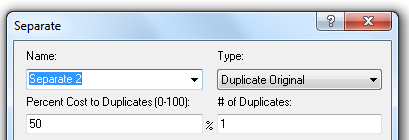 Separate
Name: Type:
Separate 2 Duplicate Original
Percent Cost to Duplicates (0-100): # of Duplicates:
50 % 1